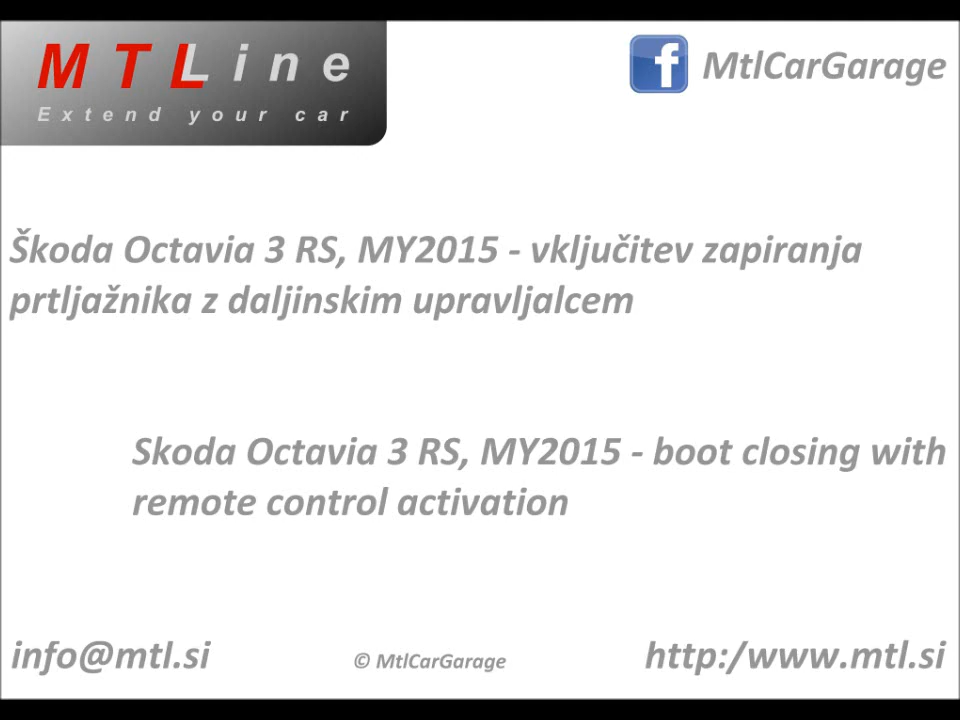 MTLLine
Extend your car
f MtlCarGarage
Škoda Octavia 3 RS, MY2015 - vključitev zapiranja
prtljažnika z daljinskim upravljalcem
Skoda Octavia 3 RS, MY2015 - boot closing with
remote control activation
info@mtl.si © MtlCarGarage http:/www.mtl.si